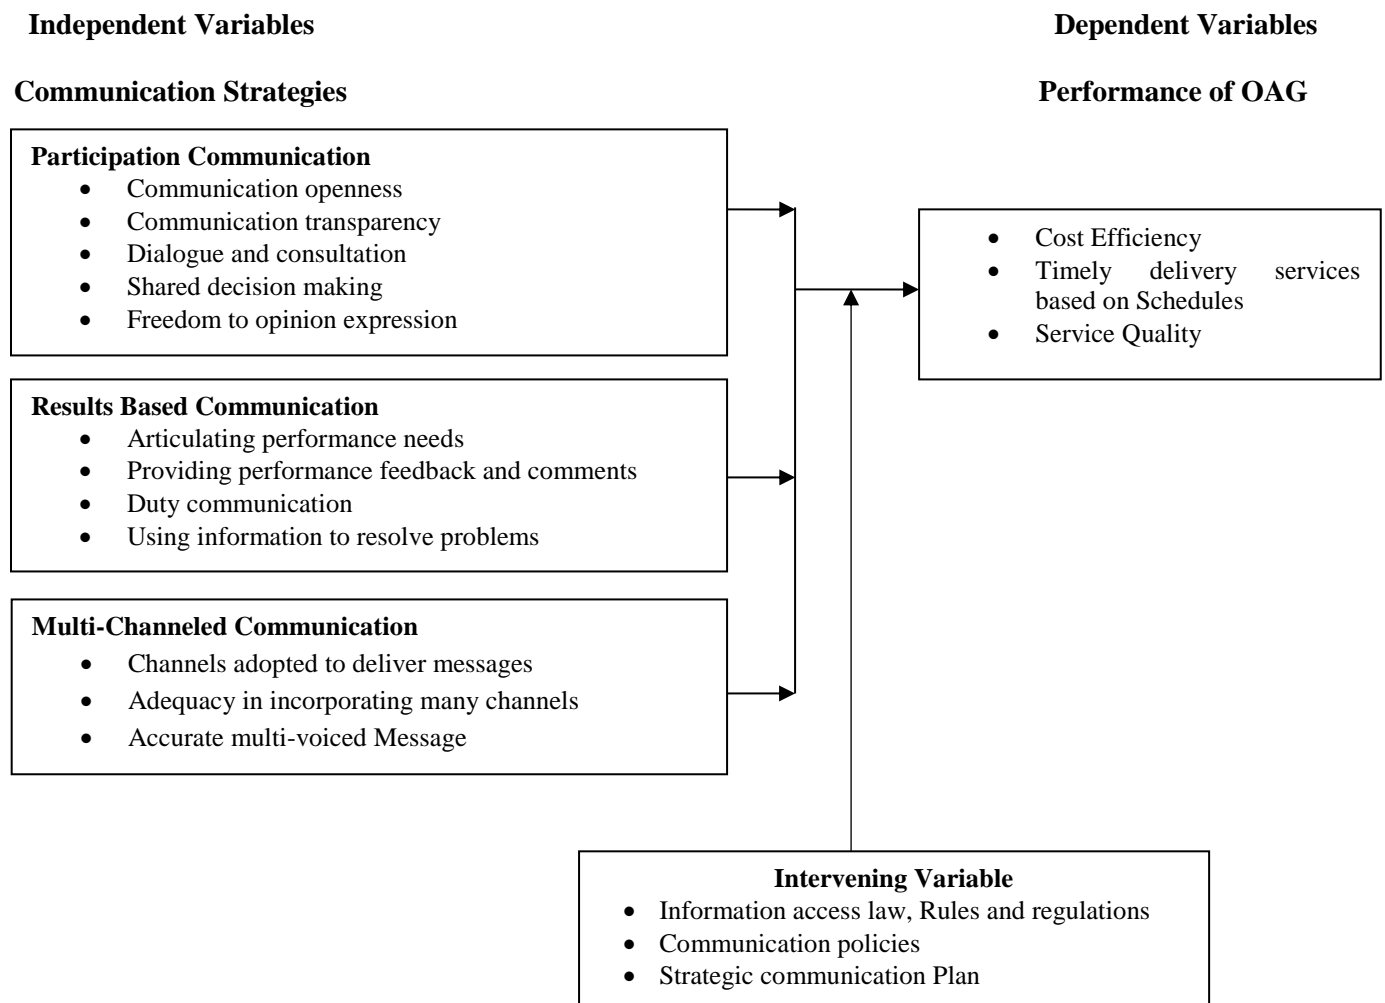 Independent Variables
Dependent Variables
Communication Strategies
Performance of OAG
Participation Communication
• Communication openness
• Communication transparency
• Dialogue and consultation
• Shared decision making
• Freedom to opinion expression
• Cost Efficiency
• Timely delivery services
based on Schedules
• Service Quality
Results Based Communication
• Articulating performance needs
• Providing performance feedback and comments
• Duty communication
• Using information to resolve problems
Multi-Channeled Communication
• Channels adopted to deliver messages
• Adequacy in incorporating many channels
• Accurate multi-voiced Message
Intervening Variable
• Information access law, Rules and regulations
• Communication policies
• Strategic communication Plan